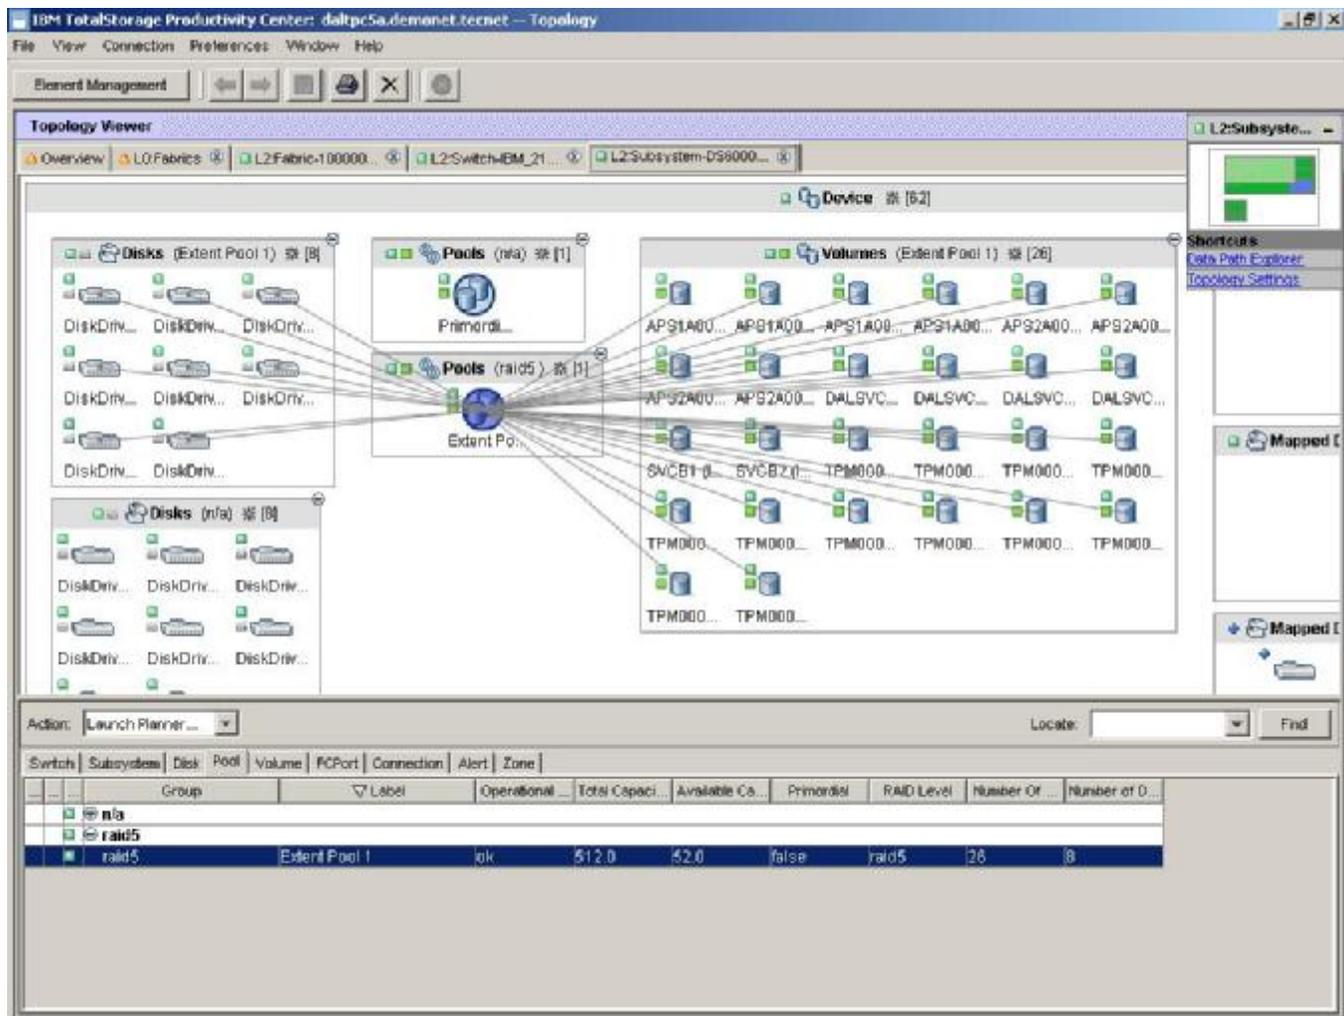 IBM TotalStorage Productivity Center: daltpc5a.demonet.tecnet -- Topology
File View Connection Preferences Window Help
Element Management
Topology Viewer
L2:Subsyste...
Overview L0:Fabrics L2:Fabric-100000... L2:Switch-IBM_21... L2:Subsystem-DS6000...
Device [62]
Disks (Extent Pool 1) [8]
Pools (n/a) [1]
Volumes (Extent Pool 1) [26]
Shortcuts
Data Path Explorer
Topology Settings
DiskDriv... DiskDriv... DiskDriv...
Primordi...
APS1A00... APS1A00... APS1A00... APS1A00... APS2A00... APS2A00...
Pools (raid5) [1]
DiskDriv... DiskDriv... DiskDriv...
APS2A00... APS2A00... DALSVC... DALSVC... DALSVC... DALSVC...
Extent Po...
Mapped D
DiskDriv... DiskDriv...
SVCB1 (I... SVCB2 (I... TPM000... TPM000... TPM000... TPM000...
Disks (n/a) [8]
TPM000... TPM000... TPM000... TPM000... TPM000... TPM000...
DiskDriv... DiskDriv... DiskDriv...
TPM000... TPM000...
Mapped D
DiskDriv... DiskDriv... DiskDriv...
Action: Launch Planner... Locate: Find
Switch Subsystem Disk Pool Volume FCPort Connection Alert Zone
... ... ... Group Label Operational ... Total Capaci... Available Ca... Primordial RAID Level Number Of ... Number of D...
n/a
raid5
raid5 Extent Pool 1 ok 512.0 52.0 false raid5 26 8